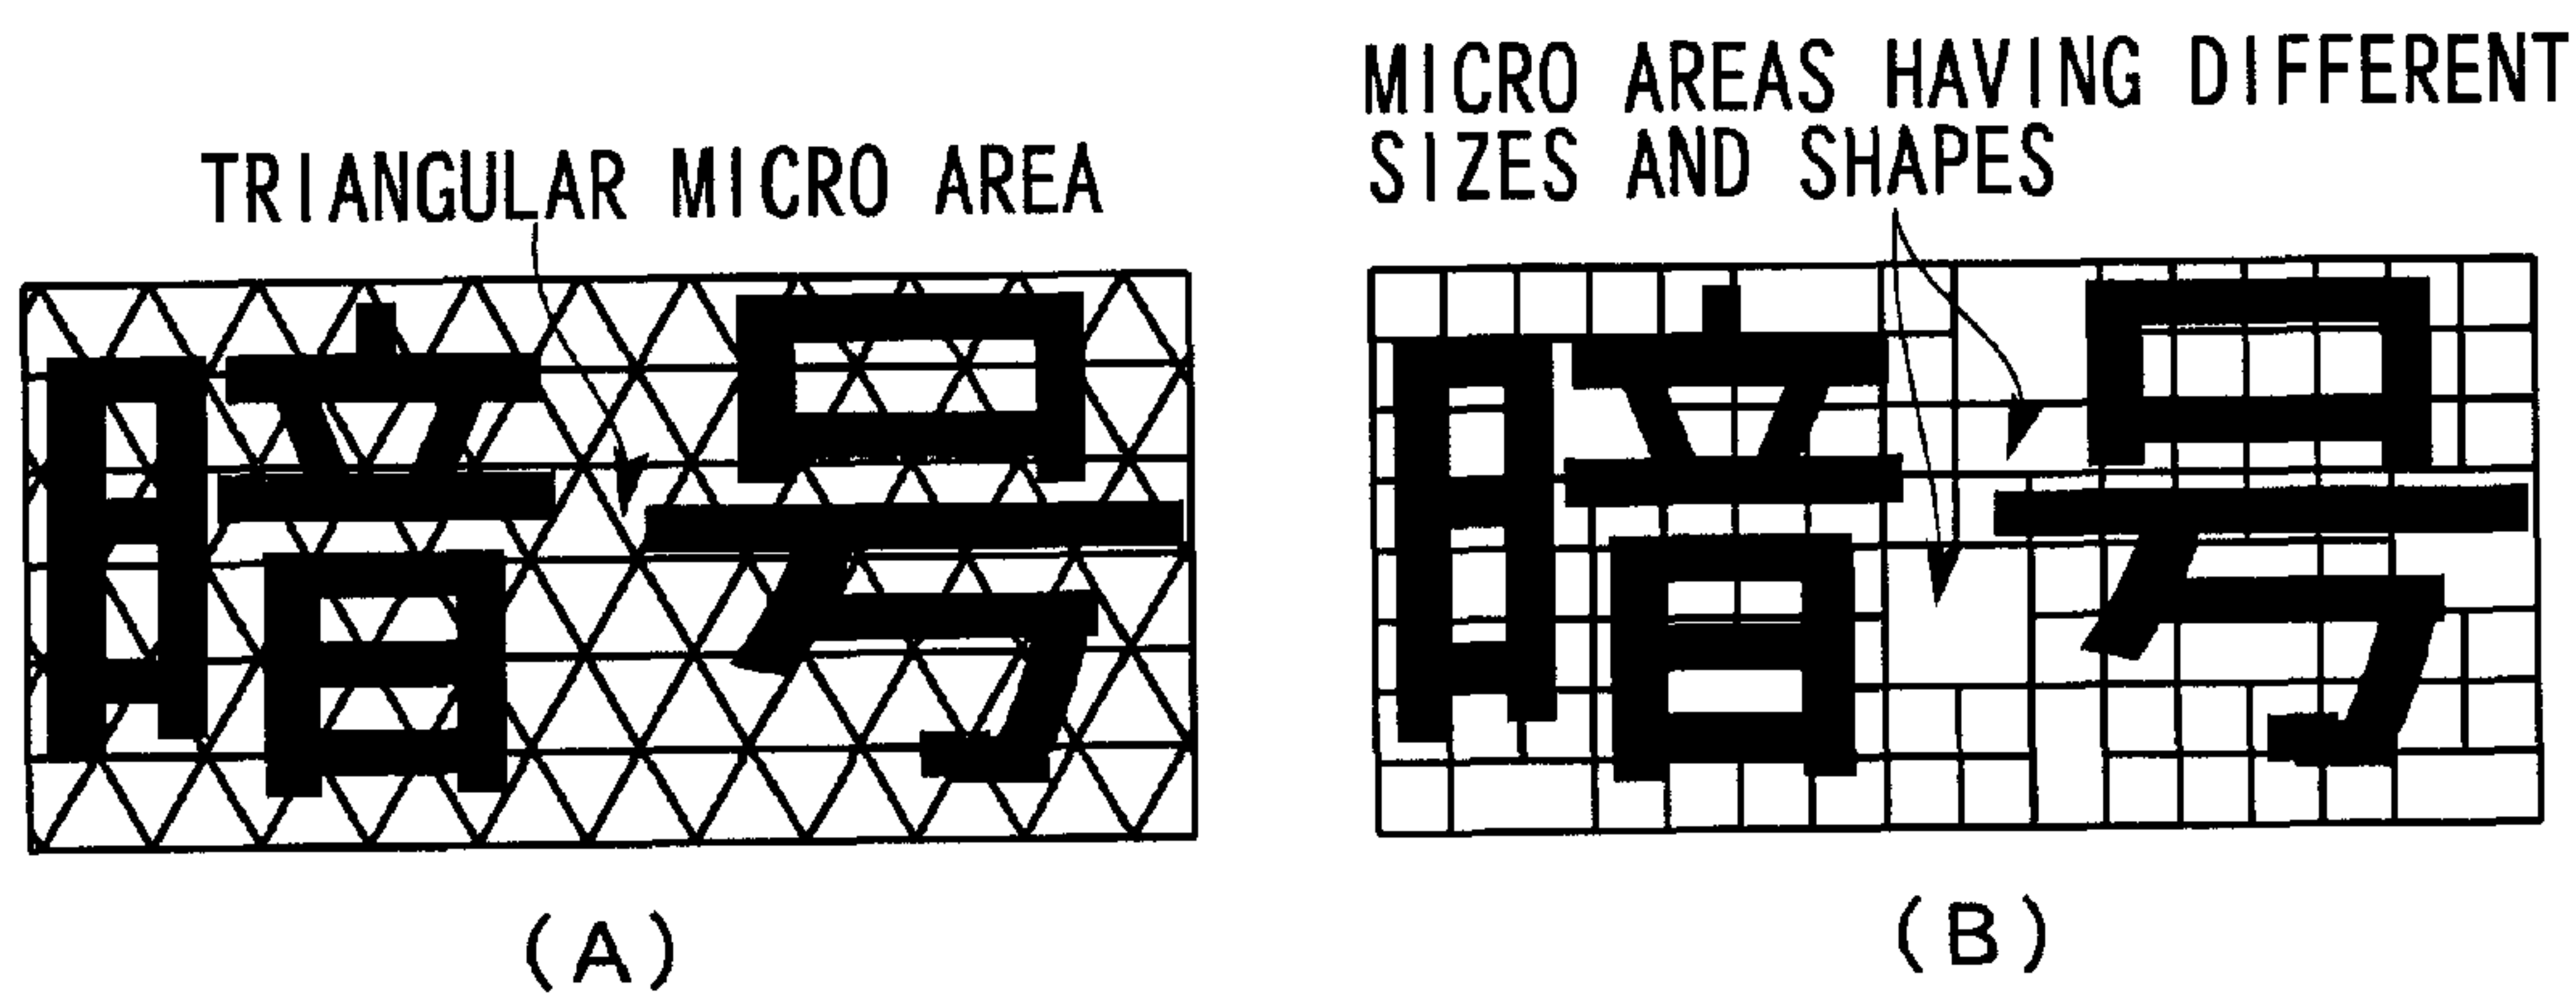 TRIANGULAR MICRO AREA
暗号
(A)
MICRO AREAS HAVING DIFFERENT
SIZES AND SHAPES
暗号
(B)